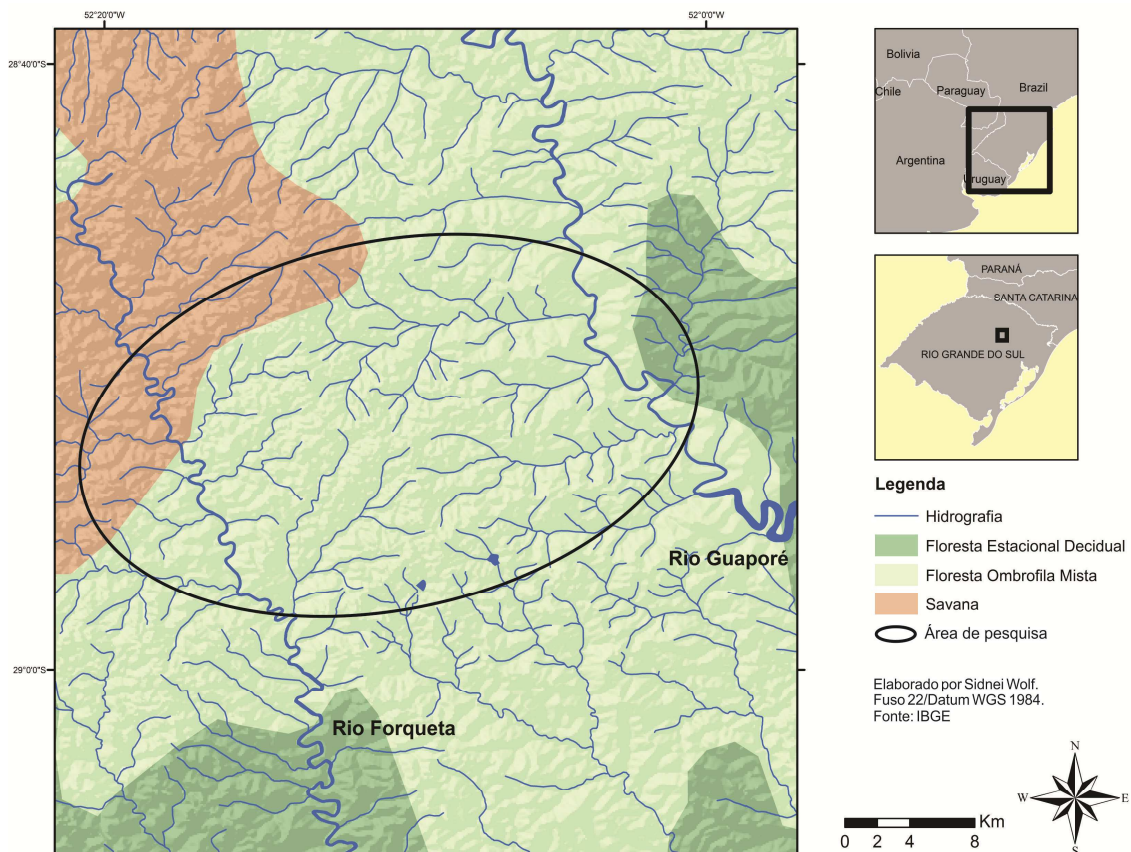 52°20'0"W
52°0'0"W
28°40'0"S
29°0'0"S
Rio Guaporé
Rio Forqueta
Bolivia
Chile
Paraguay
Brazil
Argentina
Uruguay
PARANÁ
SANTA CATARINA
RIO GRANDE DO SUL
Legenda
Hidrografia
Floresta Estacional Decidual
Floresta Ombrofila Mista
Savana
Área de pesquisa
Elaborado por Sidnei Wolf.
Fuso 22/Datum WGS 1984.
Fonte: IBGE
N
W
E
S
Km
0 2 4 8